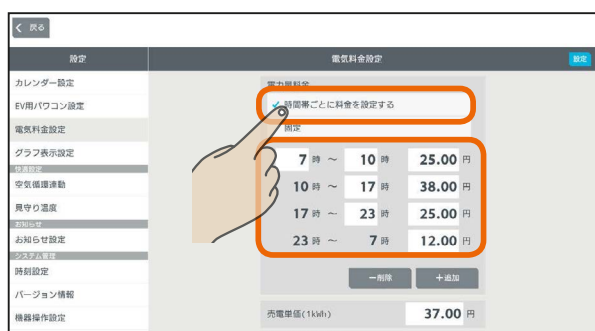 戻る
設定
電気料金設定
設定
カレンダー設定
EV用パワコン設定
電気料金設定
グラフ表示設定
快適設定
空気循環連動
見守り温度
お知らせ
お知らせ設定
システム管理
時刻設定
バージョン情報
機器操作設定
電力量料金
時間帯ごとに料金を設定する
固定
7 時 ～ 10 時 25.00 円
10 時 ～ 17 時 38.00 円
17 時 ～ 23 時 25.00 円
23 時 ～ 7 時 12.00 円
－削除
＋追加
売電単価(1kWh) 37.00 円